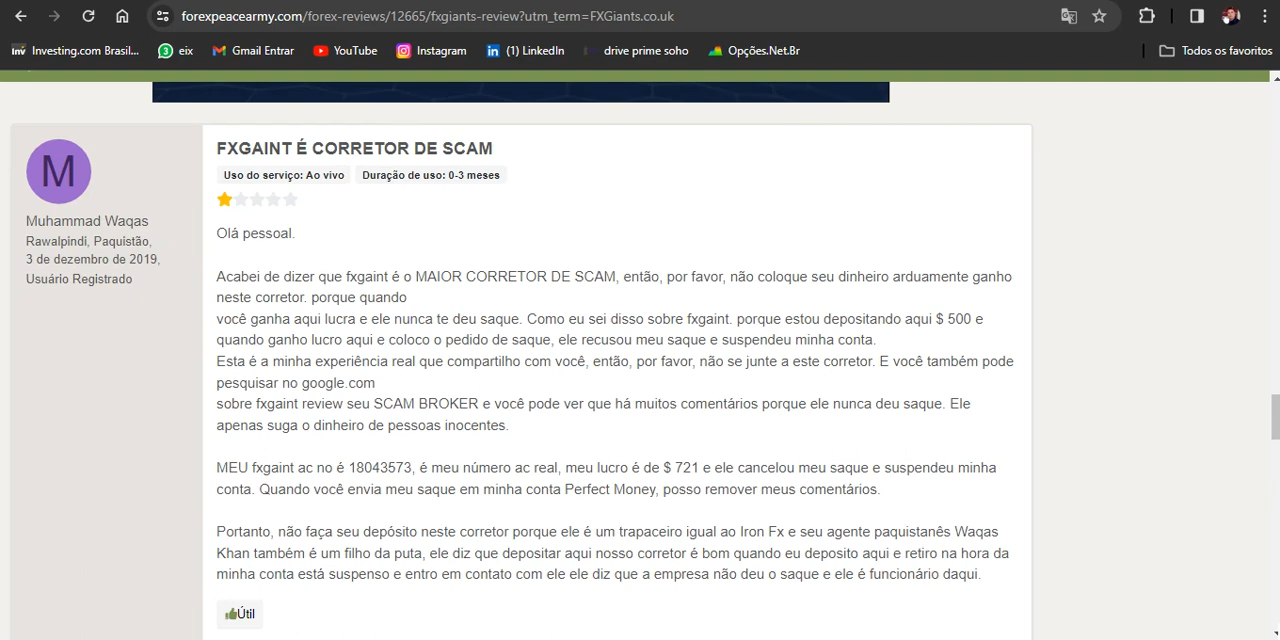 forexpeacearmy.com/forex-reviews/12665/fxgiants-review?utm_term=FXGiants.co.uk
inv Investing.com Brasil... 3 eix Gmail Entrar YouTube Instagram in (1) LinkedIn drive prime soho Opções.Net.Br Todos os favoritos
M
Muhammad Waqas
Rawalpindi, Paquistão,
3 de dezembro de 2019,
Usuário Registrado
FXGAINT É CORRETOR DE SCAM
Uso do serviço: Ao vivo Duração de uso: 0-3 meses
Olá pessoal.
Acabei de dizer que fxgaint é o MAIOR CORRETOR DE SCAM, então, por favor, não coloque seu dinheiro arduamente ganho
neste corretor. porque quando
você ganha aqui lucra e ele nunca te deu saque. Como eu sei disso sobre fxgaint. porque estou depositando aqui $ 500 e
quando ganho lucro aqui e coloco o pedido de saque, ele recusou meu saque e suspendeu minha conta.
Esta é a minha experiência real que compartilho com você, então, por favor, não se junte a este corretor. E você também pode
pesquisar no google.com
sobre fxgaint review seu SCAM BROKER e você pode ver que há muitos comentários porque ele nunca deu saque. Ele
apenas suga o dinheiro de pessoas inocentes.
MEU fxgaint ac no é 18043573, é meu número ac real, meu lucro é de $ 721 e ele cancelou meu saque e suspendeu minha
conta. Quando você envia meu saque em minha conta Perfect Money, posso remover meus comentários.
Portanto, não faça seu depósito neste corretor porque ele é um trapaceiro igual ao Iron Fx e seu agente paquistanês Waqas
Khan também é um filho da puta, ele diz que depositar aqui nosso corretor é bom quando eu deposito aqui e retiro na hora da
minha conta está suspenso e entro em contato com ele ele diz que a empresa não deu o saque e ele é funcionário daqui.
Útil